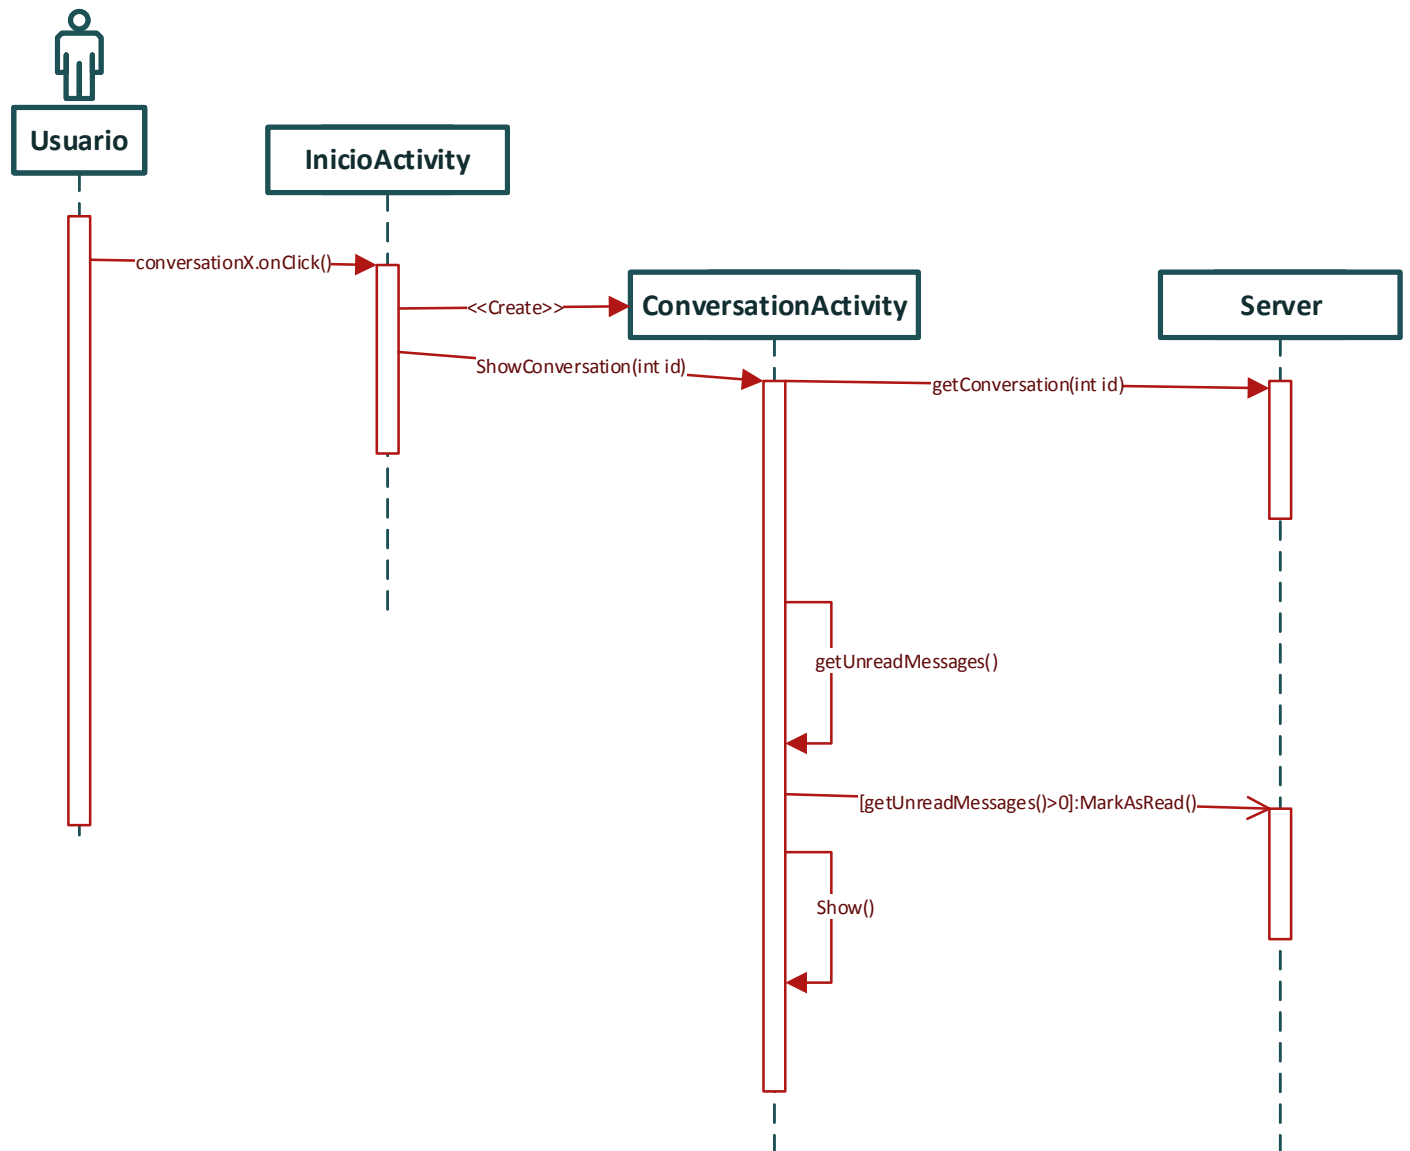 Usuario
InicioActivity
conversationX.onClick()
<<Create>>
ConversationActivity
Server
ShowConversation(int id)
getConversation(int id)
getUnreadMessages()
[getUnreadMessages()>0]:MarkAsRead()
Show()